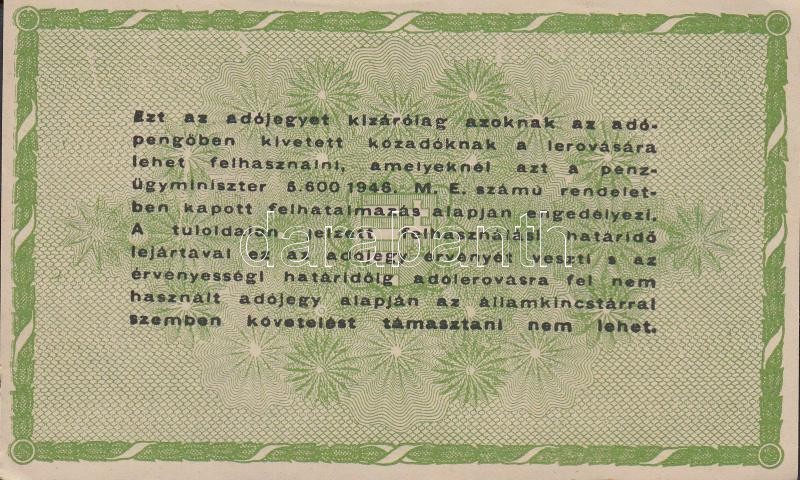 Ezt az adójegyet kizárólag azoknak az adó-
pengőben kivetett közadóknak a lerovására
lehet felhasználni, amelyeknél azt a pénz-
ügyminiszter 5.600 1946. M. E. számú rendelet-
ben kapott felhatalmazás alapján engedélyezi.
A túloldalon jelzett felhasználási határidő
lejártával ez az adójegy érvényét veszti s az
érvényességi határidőig adólerovásra fel nem
használt adójegy alapján az államkincstárral
szemben követelést támasztani nem lehet.
darabanth